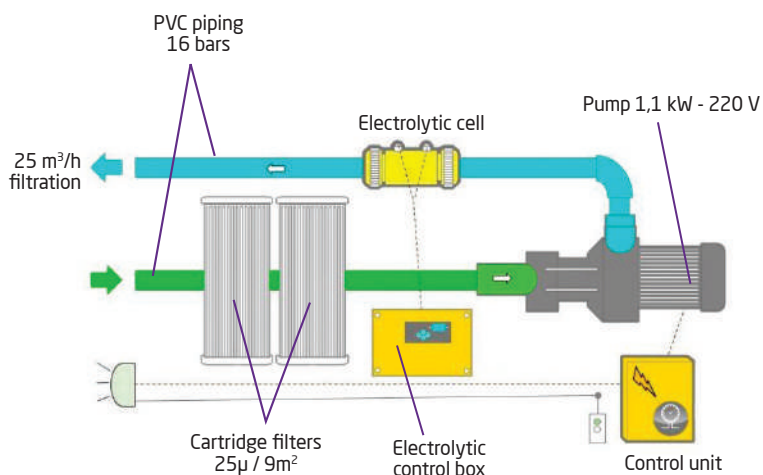 PVC piping
16 bars
Pump 1,1 kW - 220 V
Electrolytic cell
25 m³/h
filtration
Cartridge filters
25µ / 9m²
Electrolytic
control box
Control unit